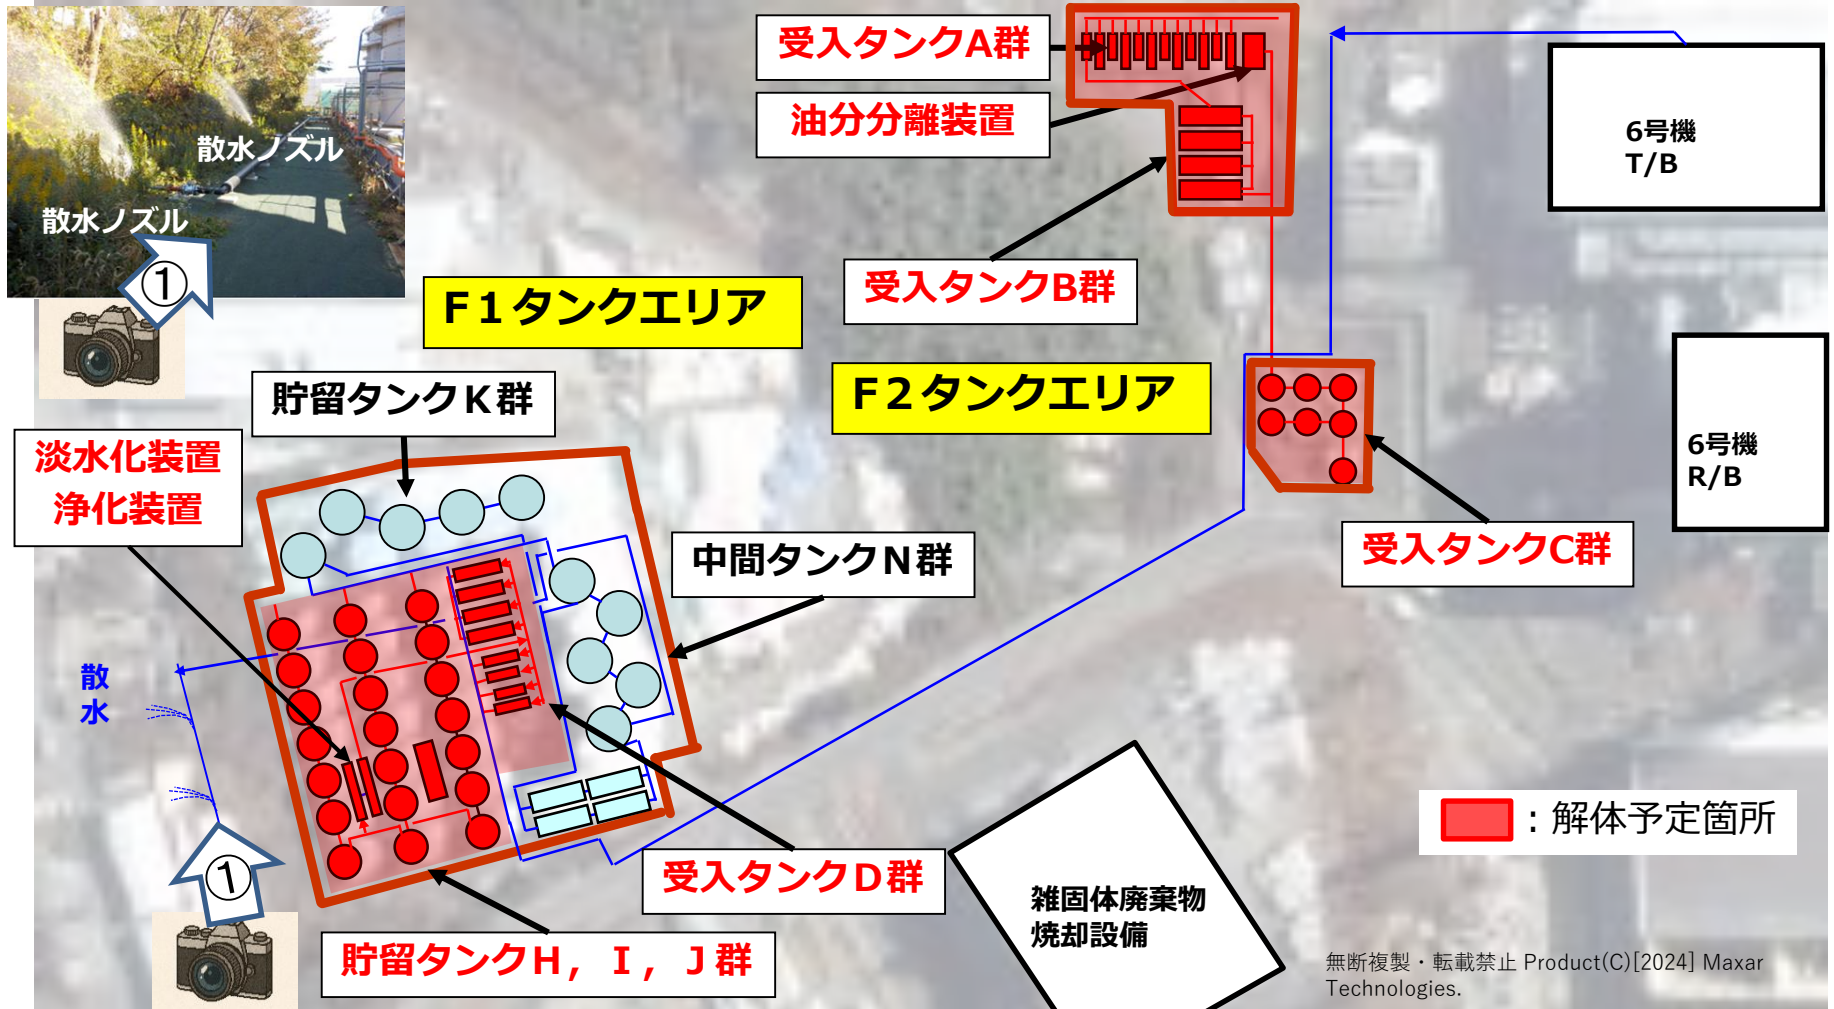 受入タンクA群
油分分離装置
6号機
T/B
散水ノズル
散水ノズル
①
受入タンクB群
F1タンクエリア
F2タンクエリア
貯留タンクK群
淡水化装置
浄化装置
6号機
R/B
受入タンクC群
中間タンクN群
散
水
：解体予定箇所
①
受入タンクD群
雑固体廃棄物
焼却設備
貯留タンクH，I，J群
無断複製・転載禁止 Product(C)[2024] Maxar
Technologies.